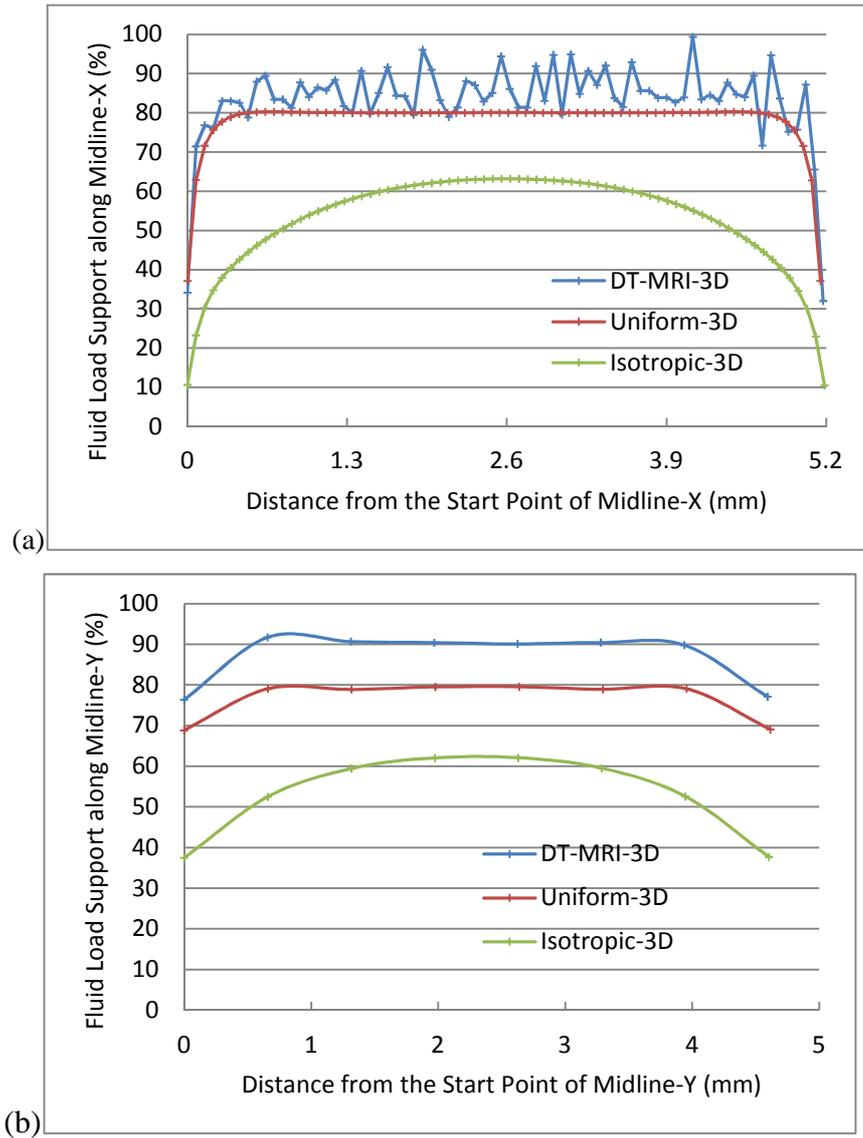 Fluid Load Support along Midline-X (%)
100
90
80
70
60
50
40
30
20
10
0
DT-MRI-3D
Uniform-3D
Isotropic-3D
0 1.3 2.6 3.9 5.2
Distance from the Start Point of Midline-X (mm)
(a)
Fluid Load Support along Midline-Y (%)
100
90
80
70
60
50
40
30
20
10
0
DT-MRI-3D
Uniform-3D
Isotropic-3D
0 1 2 3 4 5
Distance from the Start Point of Midline-Y (mm)
(b)